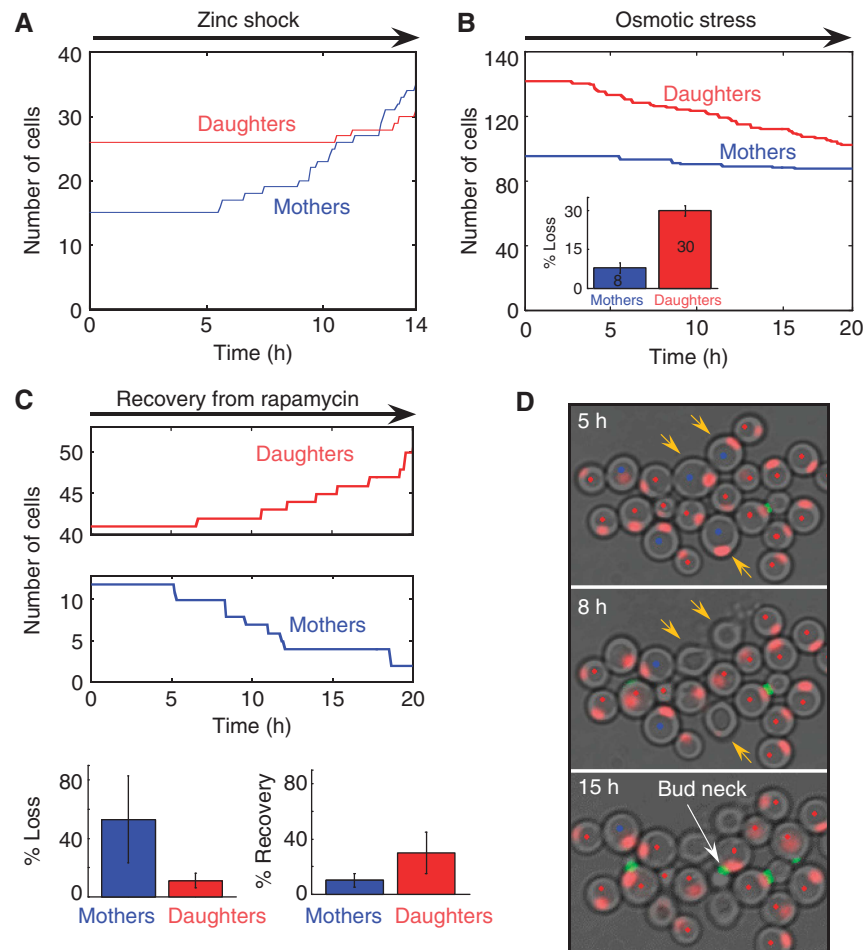 A
Zinc shock
Number of cells
40
30
20
10
0
Daughters
Mothers
0
5
10
14
Time (h)
B
Osmotic stress
Number of cells
140
120
80
40
0
Daughters
Mothers
% Loss
30
15
0
8
30
Mothers
Daughters
0
5
10
15
20
Time (h)
C
Recovery from rapamycin
Number of cells
50
45
40
Daughters
10
5
0
Mothers
0
5
10
15
20
Time (h)
% Loss
80
40
0
Mothers
Daughters
% Recovery
80
40
0
Mothers
Daughters
D
5 h
8 h
15 h
Bud neck